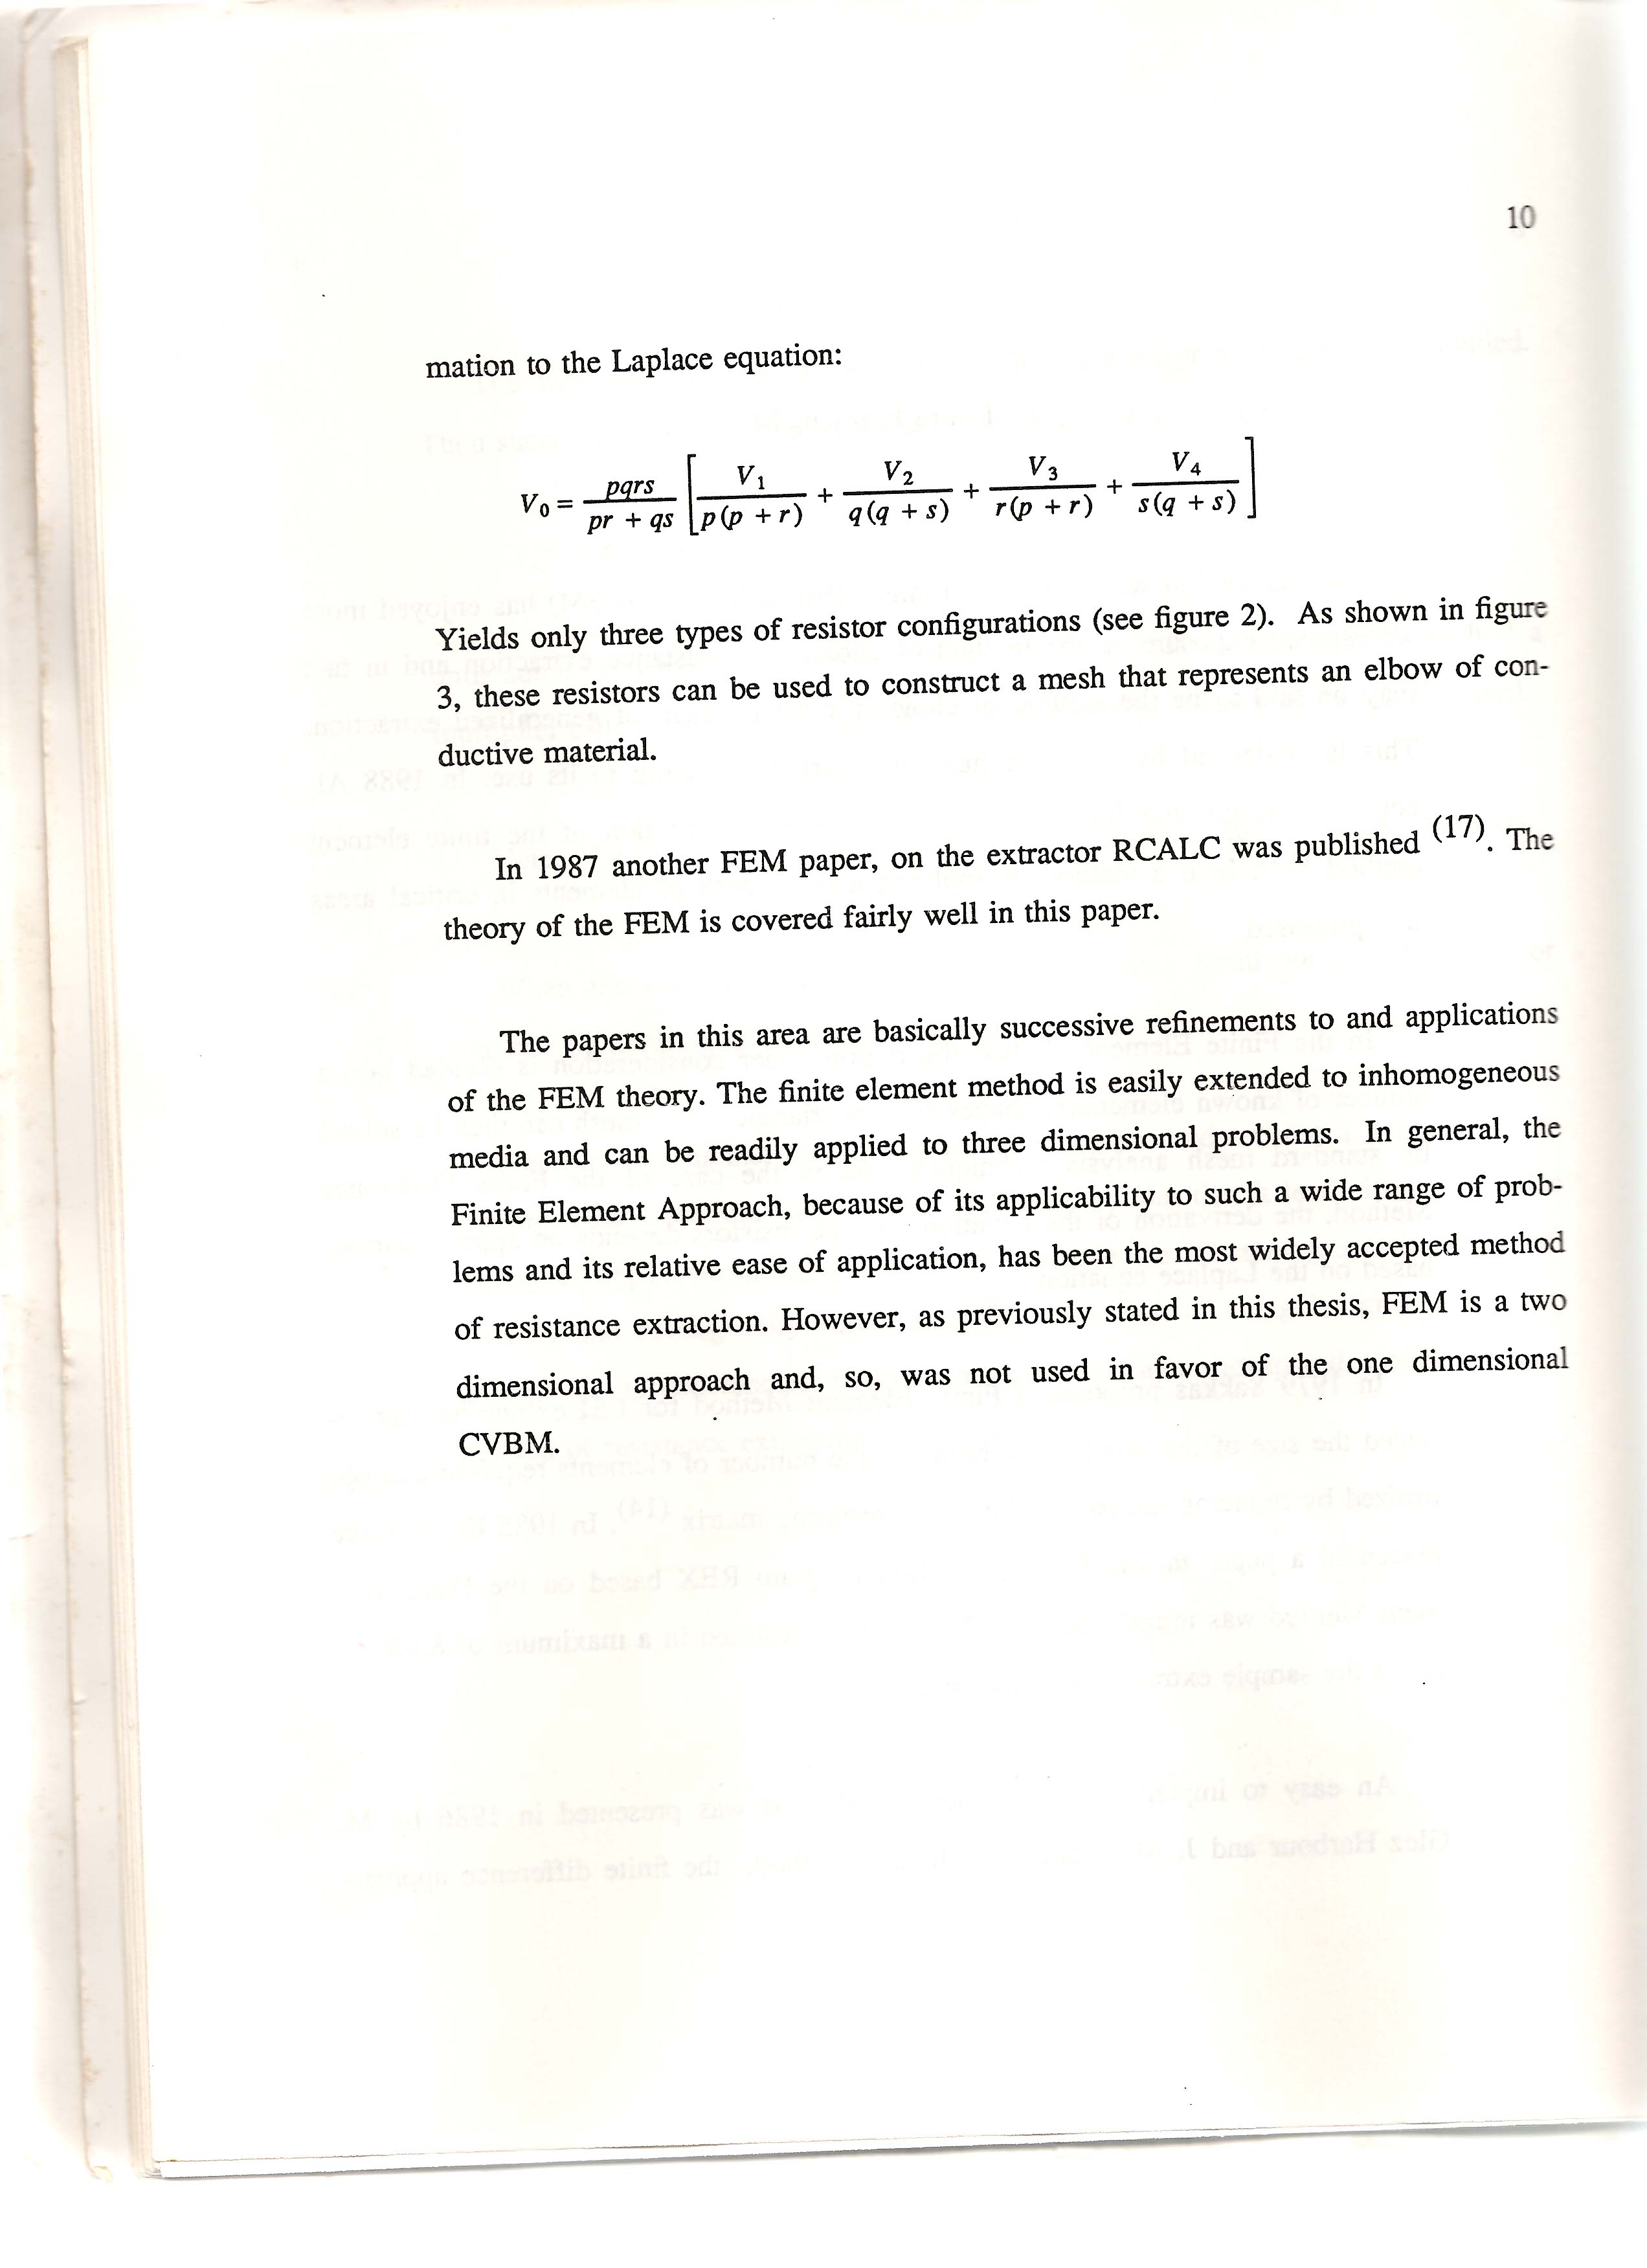 10
mation to the Laplace equation:
V₀ = pqrs / (pr + qs) [ V₁ / p(p + r) + V₂ / q(q + s) + V₃ / r(p + r) + V₄ / s(q + s) ]
Yields only three types of resistor configurations (see figure 2). As shown in figure
3, these resistors can be used to construct a mesh that represents an elbow of con-
ductive material.
In 1987 another FEM paper, on the extractor RCALC was published (17). The
theory of the FEM is covered fairly well in this paper.
The papers in this area are basically successive refinements to and applications
of the FEM theory. The finite element method is easily extended to inhomogeneous
media and can be readily applied to three dimensional problems. In general, the
Finite Element Approach, because of its applicability to such a wide range of prob-
lems and its relative ease of application, has been the most widely accepted method
of resistance extraction. However, as previously stated in this thesis, FEM is a two
dimensional approach and, so, was not used in favor of the one dimensional
CVBM.